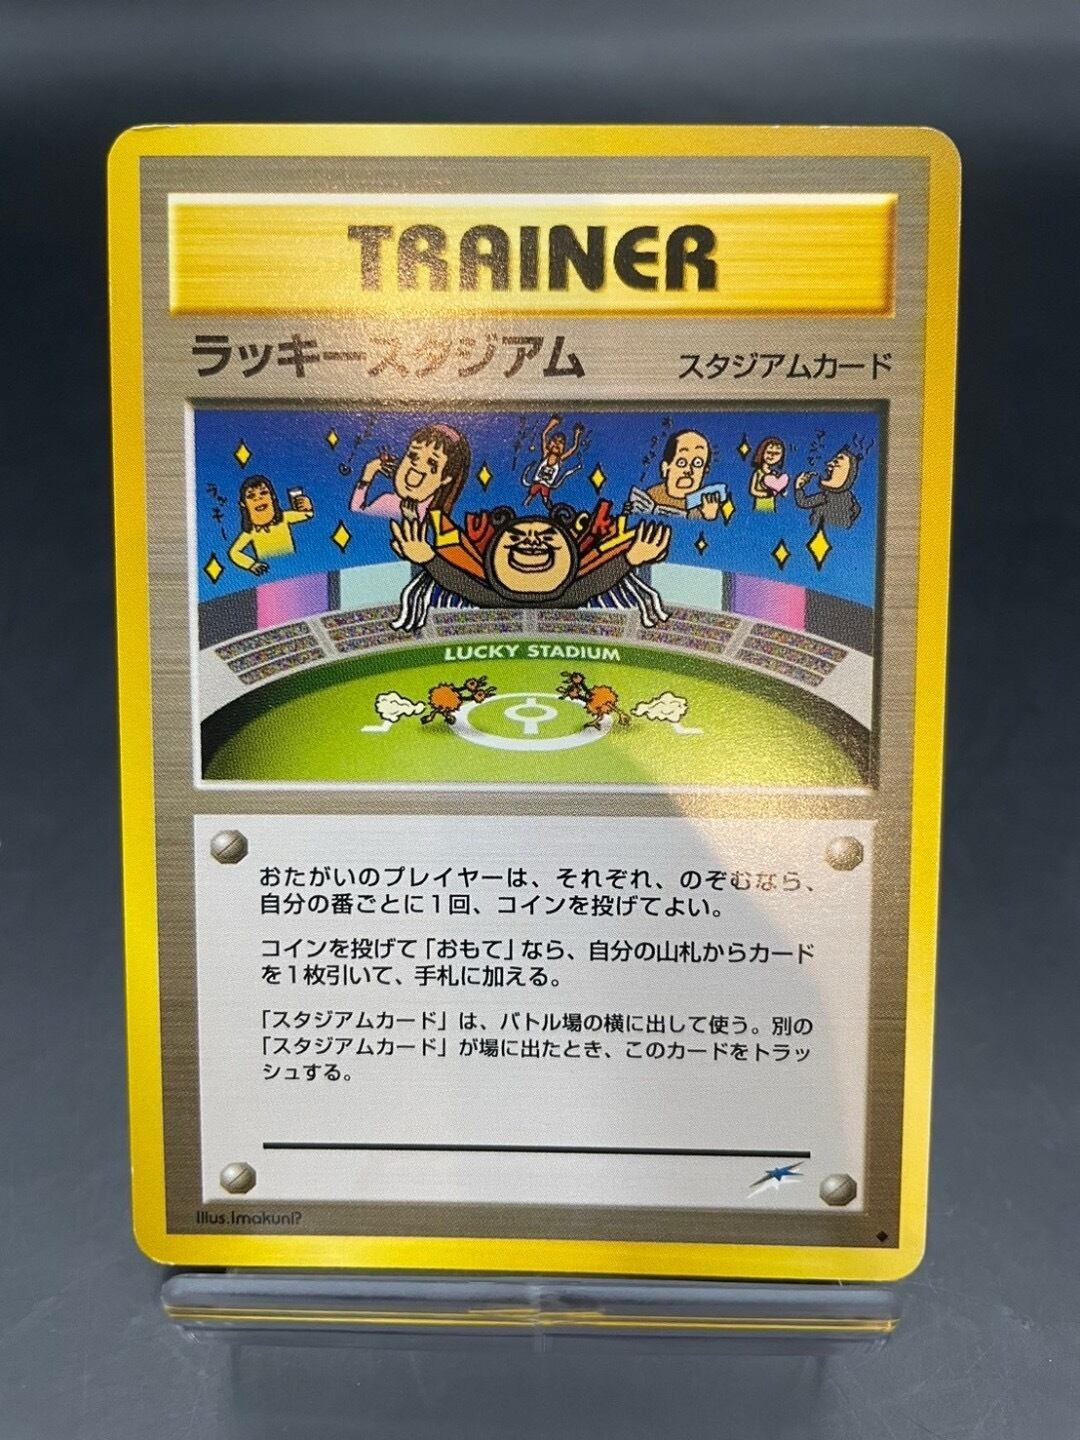 TRAINER
ラッキースタジアム
スタジアムカード
ラッキー
LUCKY
LUCKY STADIUM
おたがいのプレイヤーは、それぞれ、のぞむなら、
自分の番ごとに1回、コインを投げてよい。
コインを投げて「おもて」なら、自分の山札からカード
を1枚引いて、手札に加える。
「スタジアムカード」は、バトル場の横に出して使う。別の
「スタジアムカード」が場に出たとき、このカードをトラッ
シュする。
Illus.Imakuni?